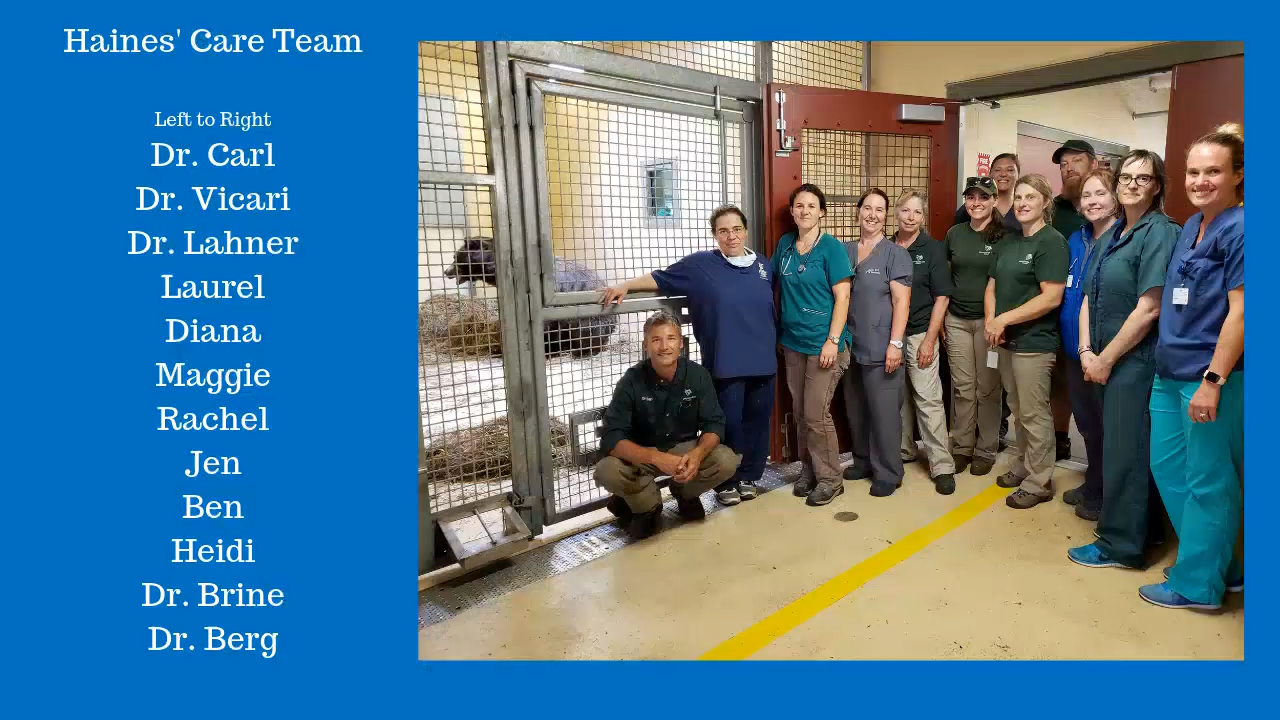 Haines' Care Team
Left to Right
Dr. Carl
Dr. Vicari
Dr. Lahner
Laurel
Diana
Maggie
Rachel
Jen
Ben
Heidi
Dr. Brine
Dr. Berg
FIRE